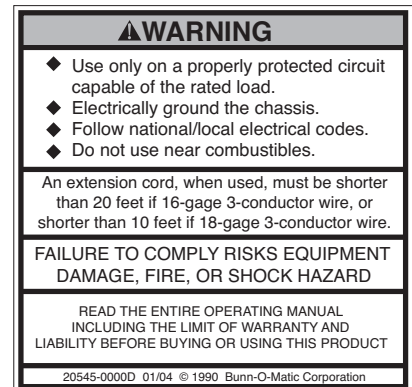 ⚠WARNING
◆ Use only on a properly protected circuit
capable of the rated load.
◆ Electrically ground the chassis.
◆ Follow national/local electrical codes.
◆ Do not use near combustibles.
An extension cord, when used, must be shorter
than 20 feet if 16-gage 3-conductor wire, or
shorter than 10 feet if 18-gage 3-conductor wire.
FAILURE TO COMPLY RISKS EQUIPMENT
DAMAGE, FIRE, OR SHOCK HAZARD
READ THE ENTIRE OPERATING MANUAL
INCLUDING THE LIMIT OF WARRANTY AND
LIABILITY BEFORE BUYING OR USING THIS PRODUCT
20545-0000D 01/04 © 1990 Bunn-O-Matic Corporation